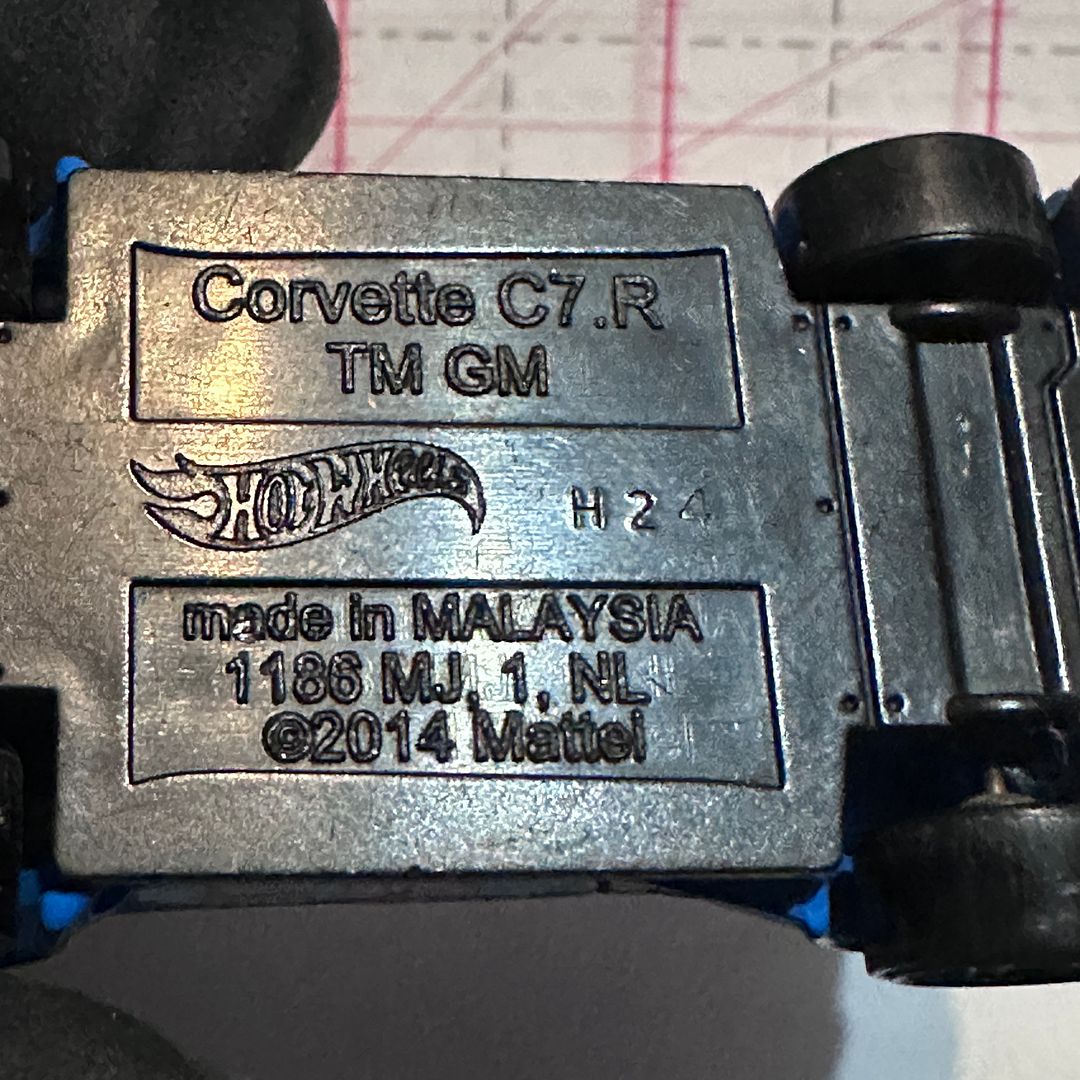 Corvette C7.R
TM GM
HOT WHEELS
H24
made in MALAYSIA
1186 MJ, 1, NL
©2014 Mattel